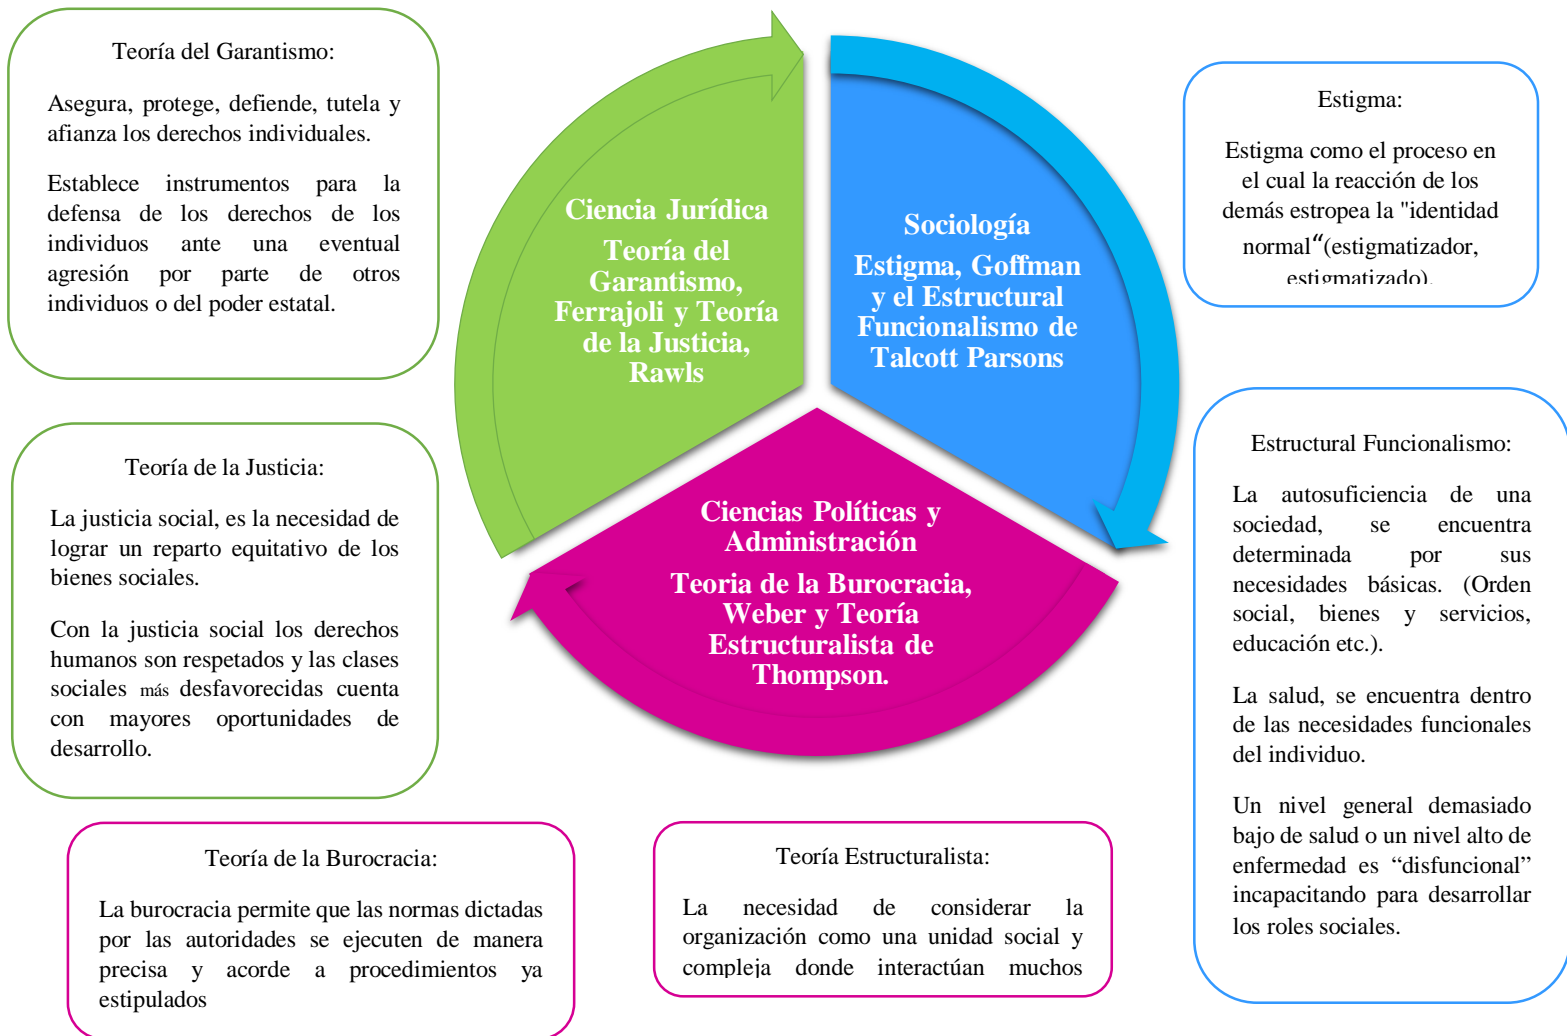 Teoría del Garantismo:
Asegura, protege, defiende, tutela y
afianza los derechos individuales.
Establece instrumentos para la
defensa de los derechos de los
individuos ante una eventual
agresión por parte de otros
individuos o del poder estatal.
Teoría de la Justicia:
La justicia social, es la necesidad de
lograr un reparto equitativo de los
bienes sociales.
Con la justicia social los derechos
humanos son respetados y las clases
sociales más desfavorecidas cuenta
con mayores oportunidades de
desarrollo.
Ciencia Jurídica
Teoría del
Garantismo,
Ferrajoli y Teoría
de la Justicia,
Rawls
Sociología
Estigma, Goffman
y el Estructural
Funcionalismo de
Talcott Parsons
Ciencias Políticas y
Administración
Teoria de la Burocracia,
Weber y Teoría
Estructuralista de
Thompson.
Estigma:
Estigma como el proceso en
el cual la reacción de los
demás estropea la "identidad
normal“(estigmatizador,
estigmatizado).
Estructural Funcionalismo:
La autosuficiencia de una
sociedad, se encuentra
determinada por sus
necesidades básicas. (Orden
social, bienes y servicios,
educación etc.).
La salud, se encuentra dentro
de las necesidades funcionales
del individuo.
Un nivel general demasiado
bajo de salud o un nivel alto de
enfermedad es “disfuncional”
incapacitando para desarrollar
los roles sociales.
Teoría de la Burocracia:
La burocracia permite que las normas dictadas
por las autoridades se ejecuten de manera
precisa y acorde a procedimientos ya
estipulados
Teoría Estructuralista:
La necesidad de considerar la
organización como una unidad social y
compleja donde interactúan muchos